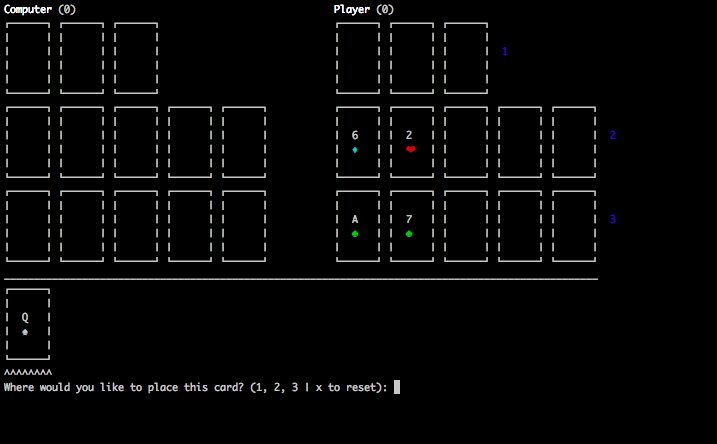 Computer (0) Player (0)
1
6 2 2
♦ ♥
A 7 3
♣ ♣
Q
♠
^^^^^^^^
Where would you like to place this card? (1, 2, 3 | x to reset):